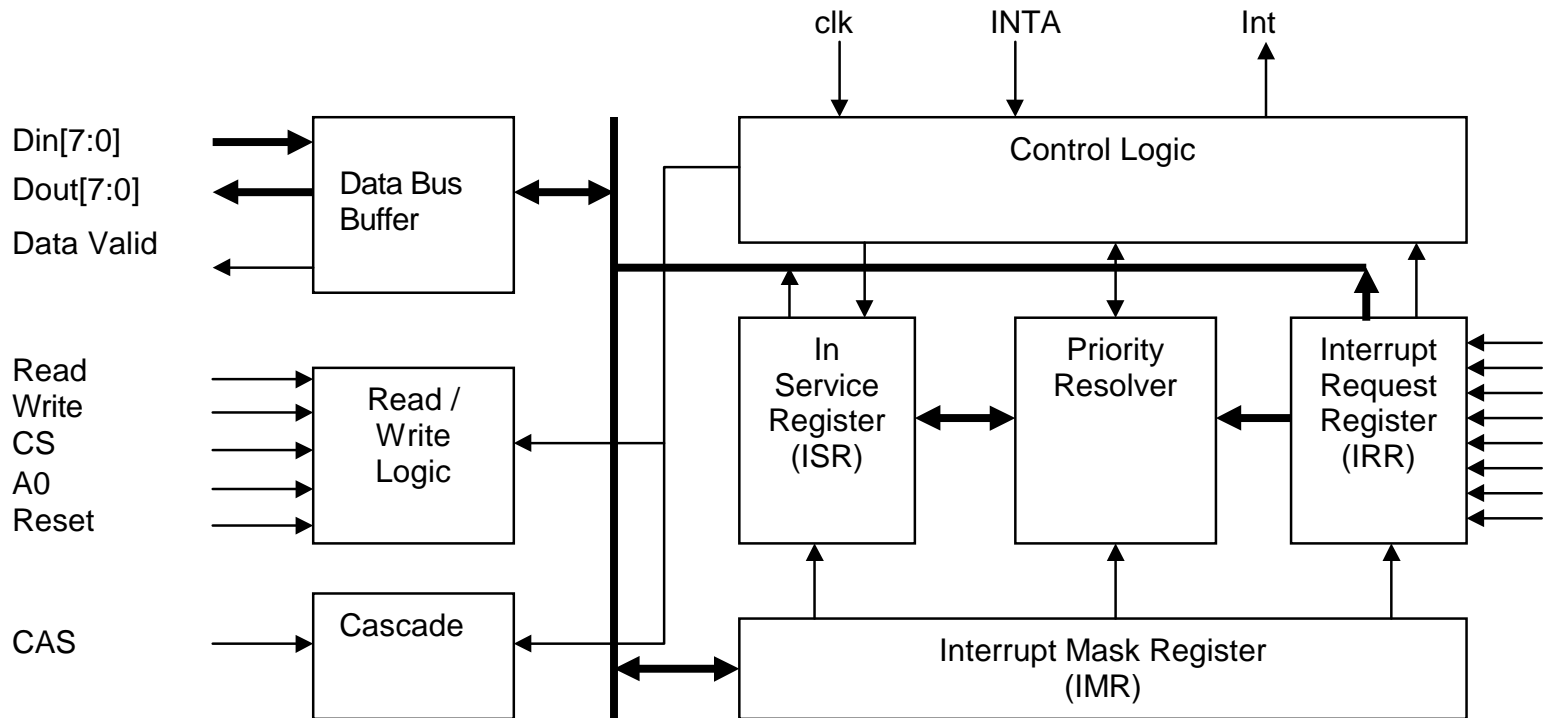 clk
INTA
Int
Din[7:0]
Dout[7:0]
Data Valid
Data Bus
Buffer
Control Logic
Read
Write
CS
A0
Reset
Read /
Write
Logic
In
Service
Register
(ISR)
Priority
Resolver
Interrupt
Request
Register
(IRR)
CAS
Cascade
Interrupt Mask Register
(IMR)